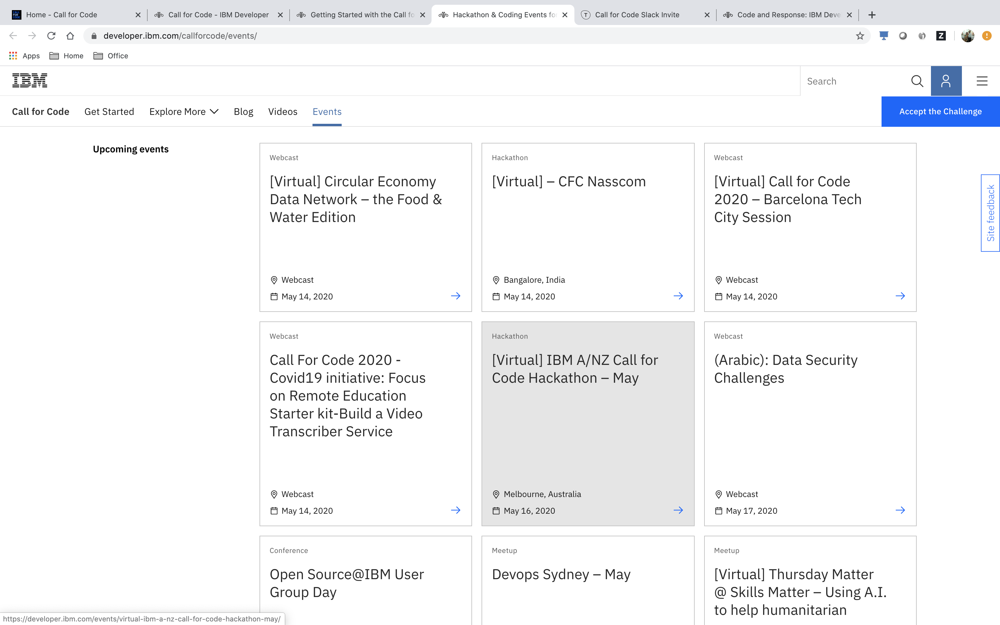 Home - Call for Code
Call for Code - IBM Developer
Getting Started with the Call fo
Hackathon & Coding Events for
Call for Code Slack Invite
Code and Response: IBM Deve
developer.ibm.com/callforcode/events/
Apps
Home
Office
IBM
Search
Call for Code
Get Started
Explore More
Blog
Videos
Events
Accept the Challenge
Upcoming events
Site feedback
Webcast
[Virtual] Circular Economy
Data Network – the Food &
Water Edition
Webcast
May 14, 2020
Hackathon
[Virtual] – CFC Nasscom
Bangalore, India
May 14, 2020
Webcast
[Virtual] Call for Code
2020 – Barcelona Tech
City Session
Webcast
May 14, 2020
Webcast
Call For Code 2020 -
Covid19 initiative: Focus
on Remote Education
Starter kit-Build a Video
Transcriber Service
Webcast
May 14, 2020
Hackathon
[Virtual] IBM A/NZ Call for
Code Hackathon – May
Melbourne, Australia
May 16, 2020
Webcast
(Arabic): Data Security
Challenges
Webcast
May 17, 2020
Conference
Open Source@IBM User
Group Day
Meetup
Devops Sydney – May
Meetup
[Virtual] Thursday Matter
@ Skills Matter – Using A.I.
to help humanitarian
https://developer.ibm.com/events/virtual-ibm-a-nz-call-for-code-hackathon-may/